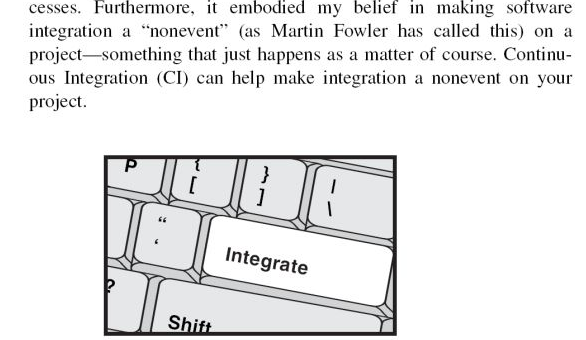 cesses. Furthermore, it embodied my belief in making software
integration a “nonevent” (as Martin Fowler has called this) on a
project—something that just happens as a matter of course. Continu-
ous Integration (CI) can help make integration a nonevent on your
project.
P
{
[
}
]
|
\
“
‘
Integrate
?
Shift